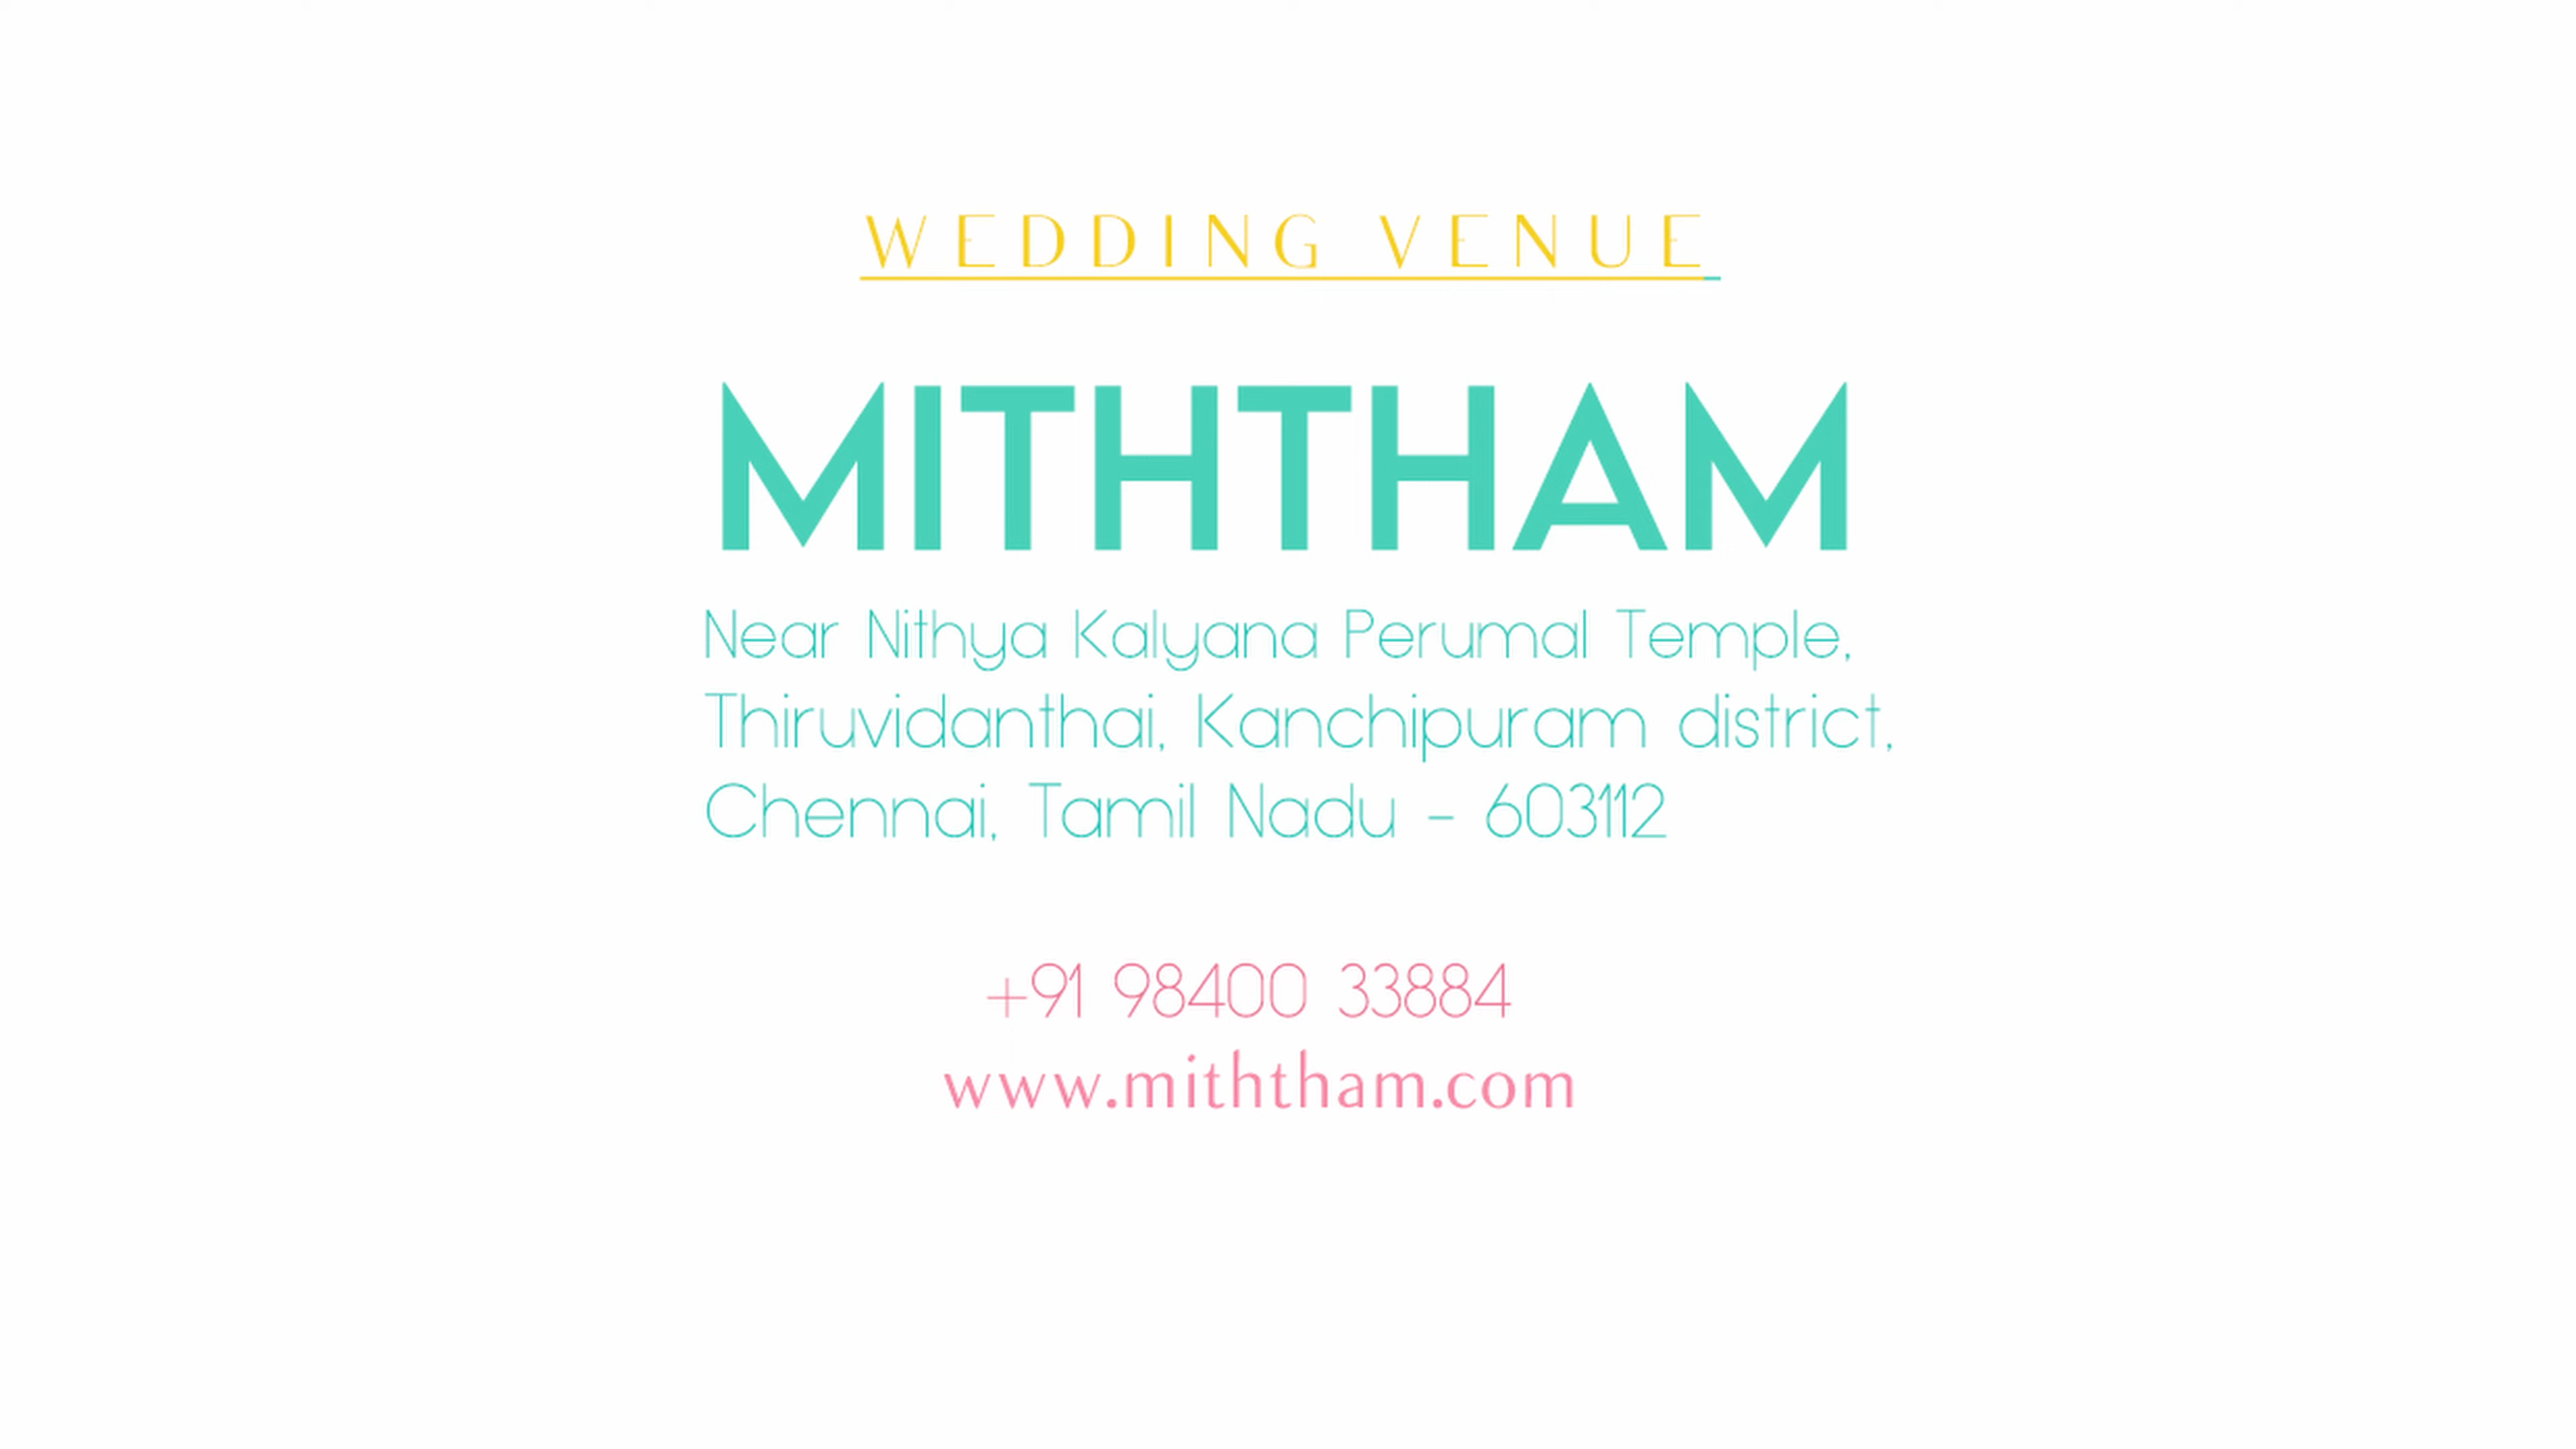 WEDDING VENUE
MITHTHAM
Near Nithya Kalyana Perumal Temple,
Thiruvidanthai, Kanchipuram district,
Chennai, Tamil Nadu - 603112
+91 98400 33884
www.miththam.com